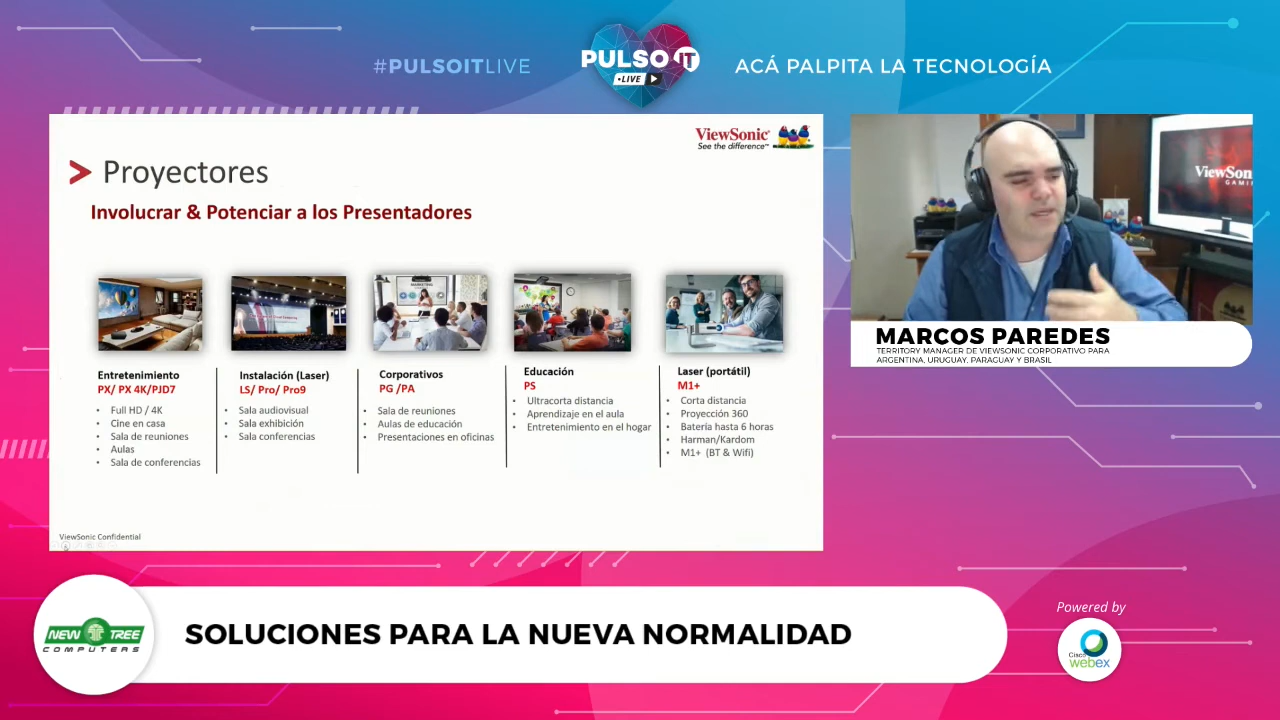 #PULSOITLIVE
PULSO IT
•LIVE
ACÁ PALPITA LA TECNOLOGÍA
ViewSonic®
See the difference™
> Proyectores
Involucrar & Potenciar a los Presentadores
Entretenimiento
PX/ PX 4K/PJD7
• Full HD / 4K
• Cine en casa
• Sala de reuniones
• Aulas
• Sala de conferencias
Instalación (Laser)
LS/ Pro/ Pro9
• Sala audiovisual
• Sala exhibición
• Sala conferencias
Corporativos
PG /PA
• Sala de reuniones
• Aulas de educación
• Presentaciones en oficinas
Educación
PS
• Ultracorta distancia
• Aprendizaje en el aula
• Entretenimiento en el hogar
Laser (portátil)
M1+
• Corta distancia
• Proyección 360
• Batería hasta 6 horas
• Harman/Kardom
• M1+ (BT & Wifi)
ViewSonic Confidential
ViewSon
GAMI
MARCOS PAREDES
TERRITORY MANAGER DE VIEWSONIC CORPORATIVO PARA
ARGENTINA, URUGUAY, PARAGUAY Y BRASIL
NEW TREE
COMPUTERS
SOLUCIONES PARA LA NUEVA NORMALIDAD
Powered by
Cisco
webex